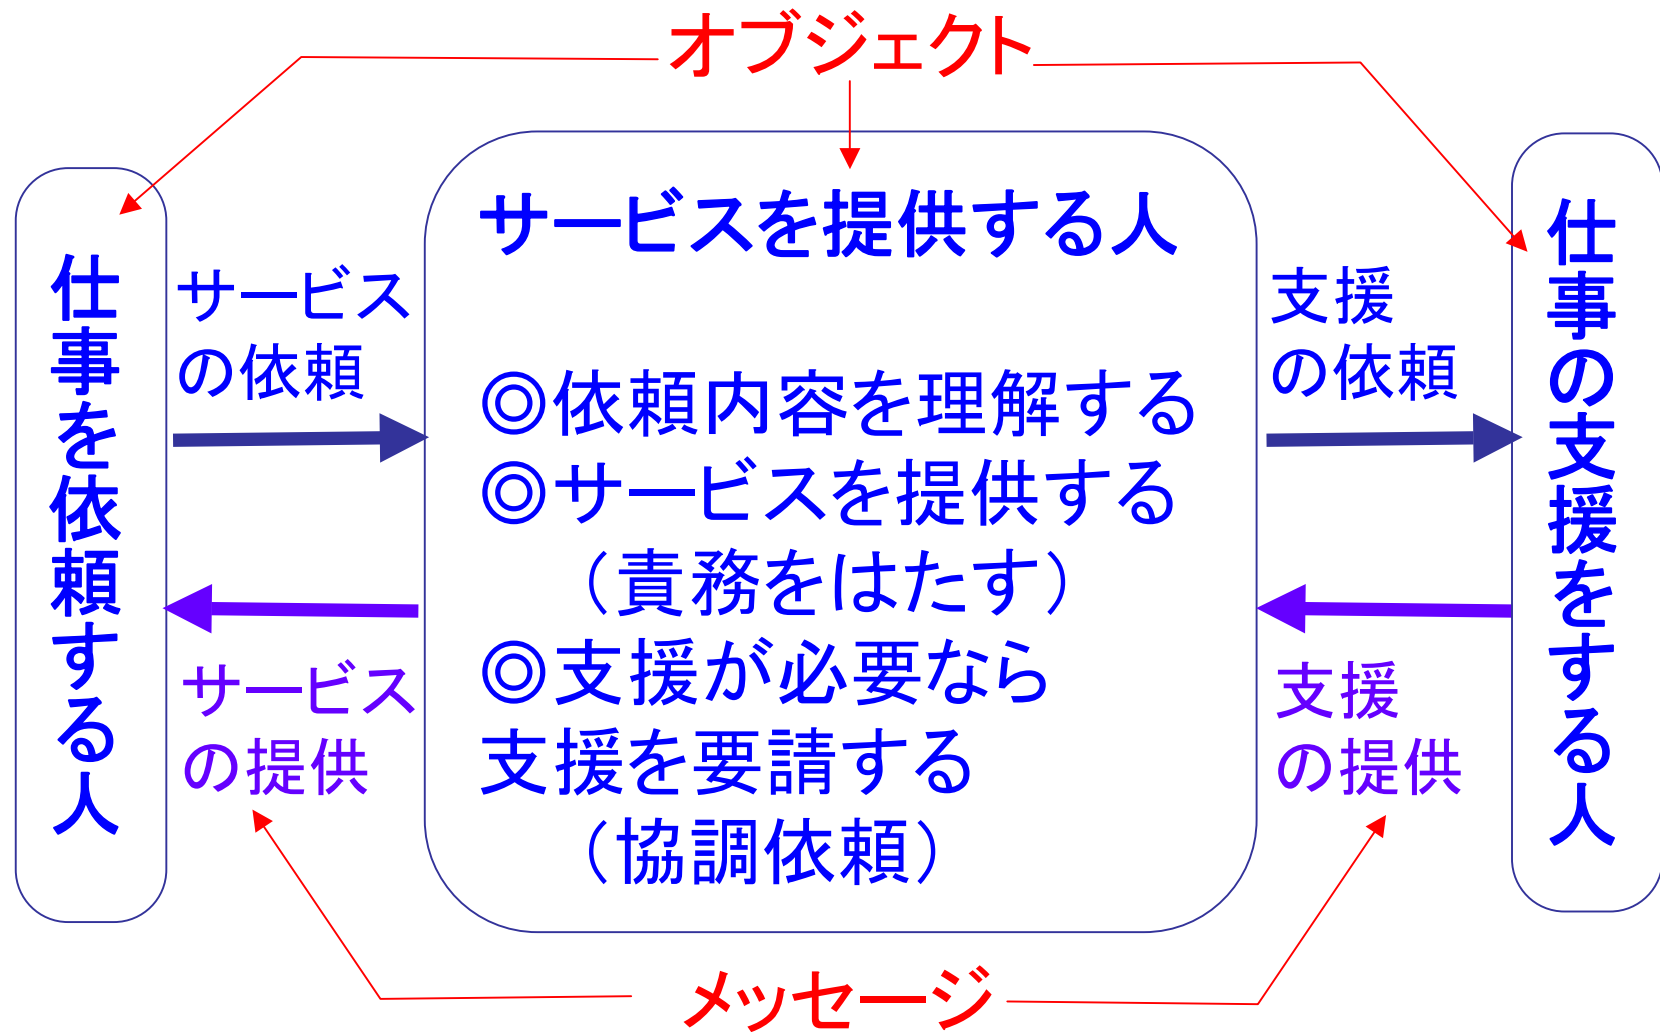 オブジェクト
仕事を依頼する人
サービス
の依頼
サービス
の提供
サービスを提供する人
◎依頼内容を理解する
◎サービスを提供する
（責務をはたす）
◎支援が必要なら
支援を要請する
（協調依頼）
支援
の依頼
支援
の提供
仕事の支援をする人
メッセージ